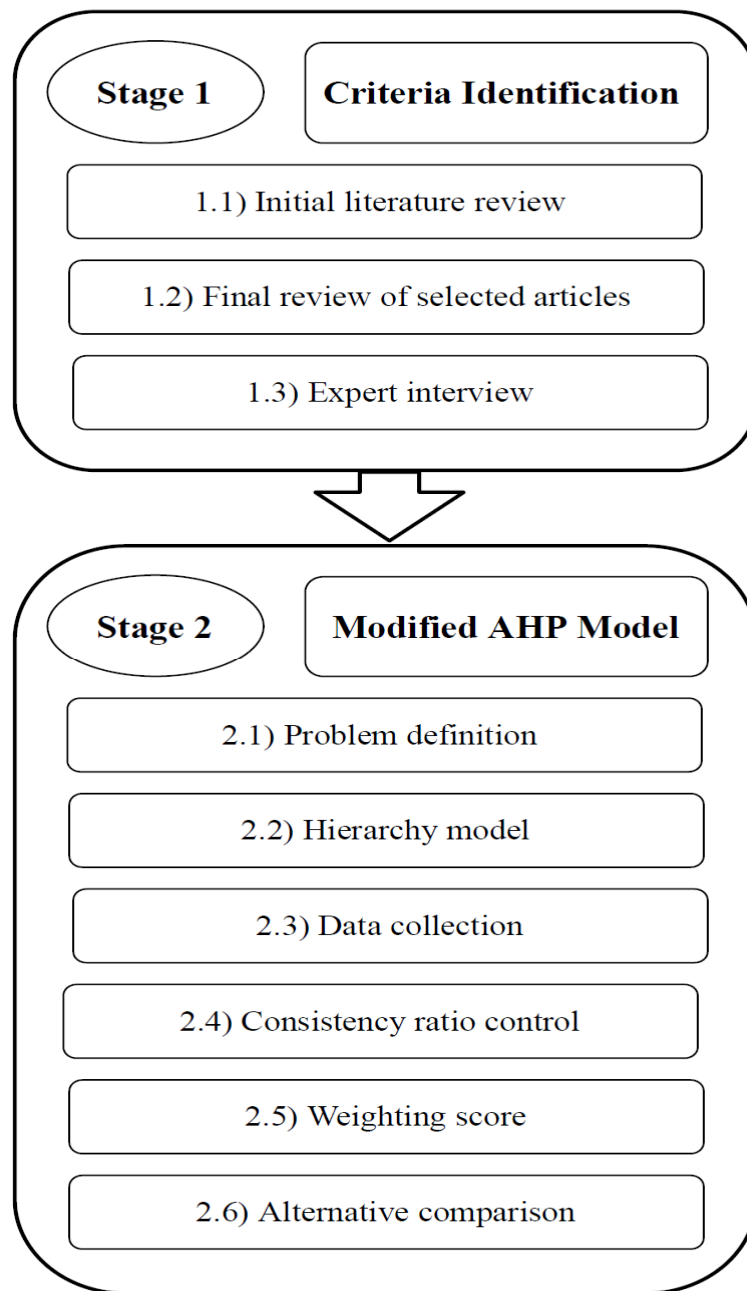 Stage 1
Criteria Identification
1.1) Initial literature review
1.2) Final review of selected articles
1.3) Expert interview
Stage 2
Modified AHP Model
2.1) Problem definition
2.2) Hierarchy model
2.3) Data collection
2.4) Consistency ratio control
2.5) Weighting score
2.6) Alternative comparison